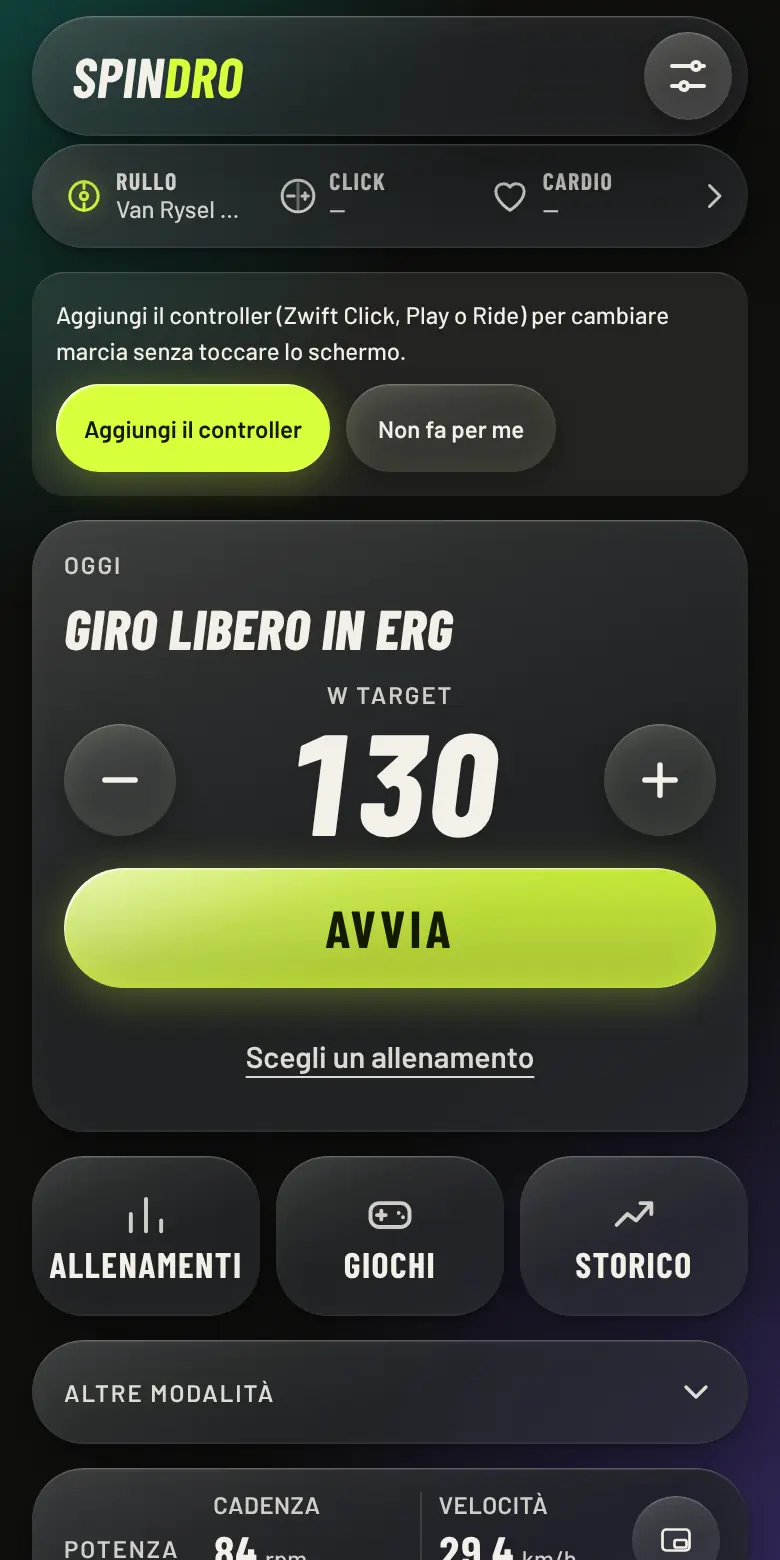 SPINDRO
RULLO
Van Rysel ...
CLICK
–
CARDIO
–
Aggiungi il controller (Zwift Click, Play o Ride) per cambiare
marcia senza toccare lo schermo.
Aggiungi il controller
Non fa per me
OGGI
GIRO LIBERO IN ERG
W TARGET
130
AVVIA
Scegli un allenamento
ALLENAMENTI
GIOCHI
STORICO
ALTRE MODALITÀ
POTENZA
CADENZA
84 rpm
VELOCITÀ
29,4 km/h